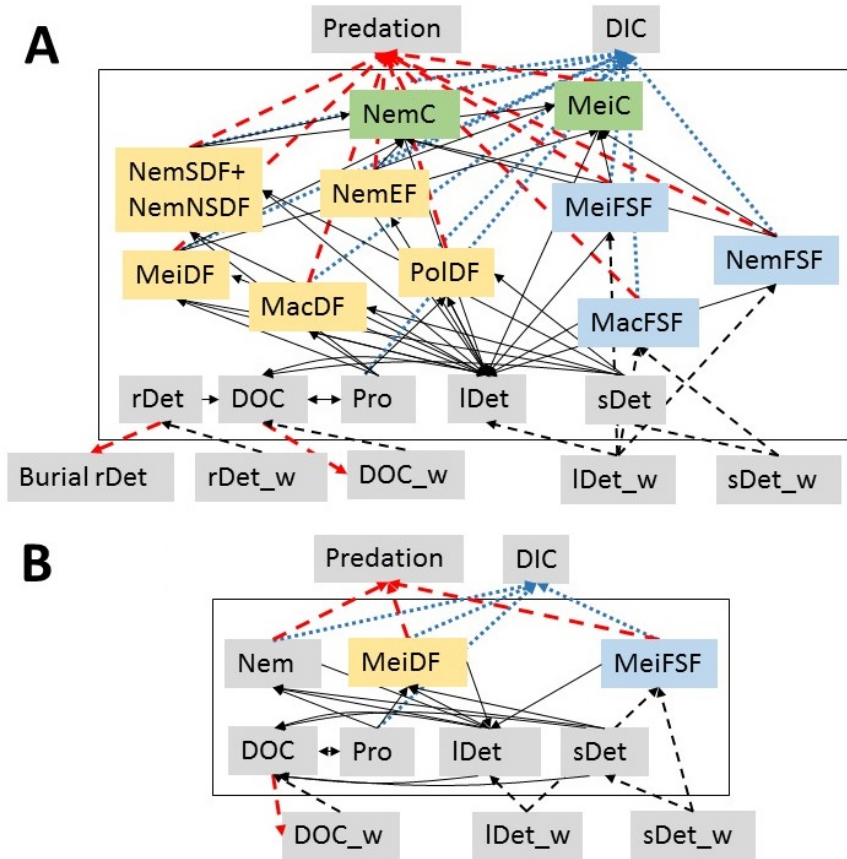 A
Predation
DIC
NemC
MeiC
NemSDF+
NemNSDF
NemEF
MeiFSF
NemFSF
MeiDF
PolDF
MacDF
MacFSF
rDet
DOC
Pro
lDet
sDet
Burial rDet
rDet_w
DOC_w
lDet_w
sDet_w
B
Predation
DIC
Nem
MeiDF
MeiFSF
DOC
Pro
lDet
sDet
DOC_w
lDet_w
sDet_w